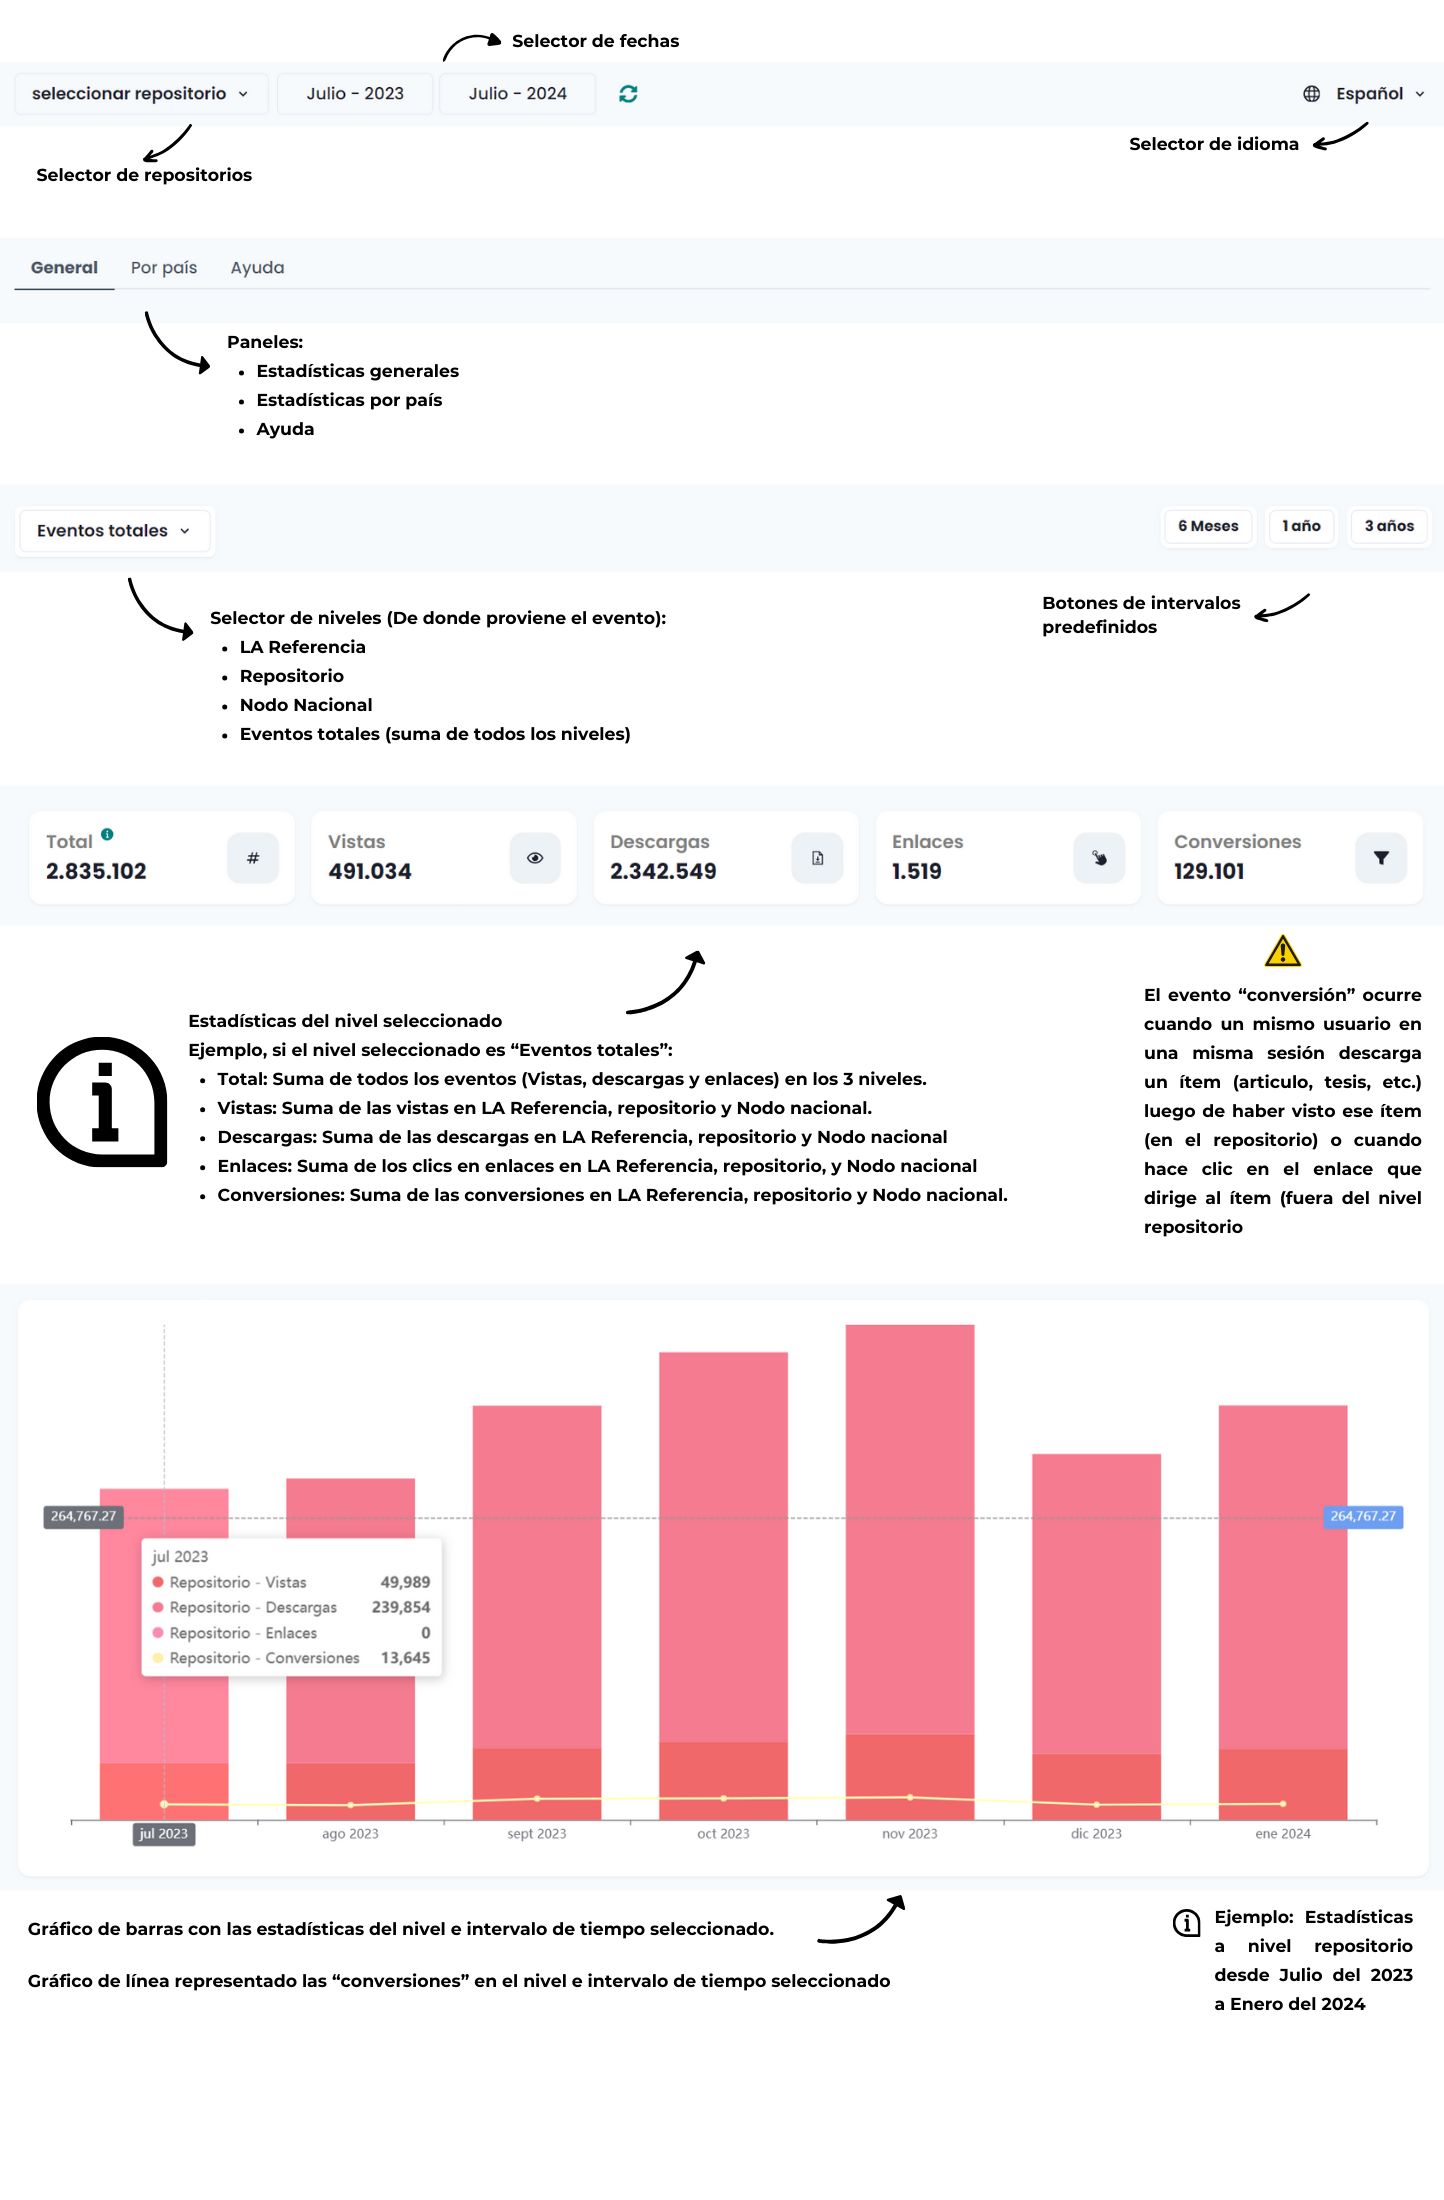 Selector de fechas
seleccionar repositorio
Julio - 2023
Julio - 2024
Español
Selector de idioma
Selector de repositorios
General
Por país
Ayuda
Paneles:
• Estadísticas generales
• Estadísticas por país
• Ayuda
Eventos totales
6 Meses
1 año
3 años
Selector de niveles (De donde proviene el evento):
• LA Referencia
• Repositorio
• Nodo Nacional
• Eventos totales (suma de todos los niveles)
Botones de intervalos
predefinidos
Total
2.835.102
#
Vistas
491.034
Descargas
2.342.549
Enlaces
1.519
Conversiones
129.101
Estadísticas del nivel seleccionado
Ejemplo, si el nivel seleccionado es “Eventos totales”:
• Total: Suma de todos los eventos (Vistas, descargas y enlaces) en los 3 niveles.
• Vistas: Suma de las vistas en LA Referencia, repositorio y Nodo nacional.
• Descargas: Suma de las descargas en LA Referencia, repositorio y Nodo nacional
• Enlaces: Suma de los clics en enlaces en LA Referencia, repositorio, y Nodo nacional
• Conversiones: Suma de las conversiones en LA Referencia, repositorio y Nodo nacional.
El evento “conversión” ocurre
cuando un mismo usuario en
una misma sesión descarga
un ítem (articulo, tesis, etc.)
luego de haber visto ese ítem
(en el repositorio) o cuando
hace clic en el enlace que
dirige al ítem (fuera del nivel
repositorio
264,767.27
264,767.27
jul 2023
Repositorio - Vistas 49,989
Repositorio - Descargas 239,854
Repositorio - Enlaces 0
Repositorio - Conversiones 13,645
jul 2023
ago 2023
sept 2023
oct 2023
nov 2023
dic 2023
ene 2024
Gráfico de barras con las estadísticas del nivel e intervalo de tiempo seleccionado.
Gráfico de línea representado las “conversiones” en el nivel e intervalo de tiempo seleccionado
Ejemplo: Estadísticas
a nivel repositorio
desde Julio del 2023
a Enero del 2024